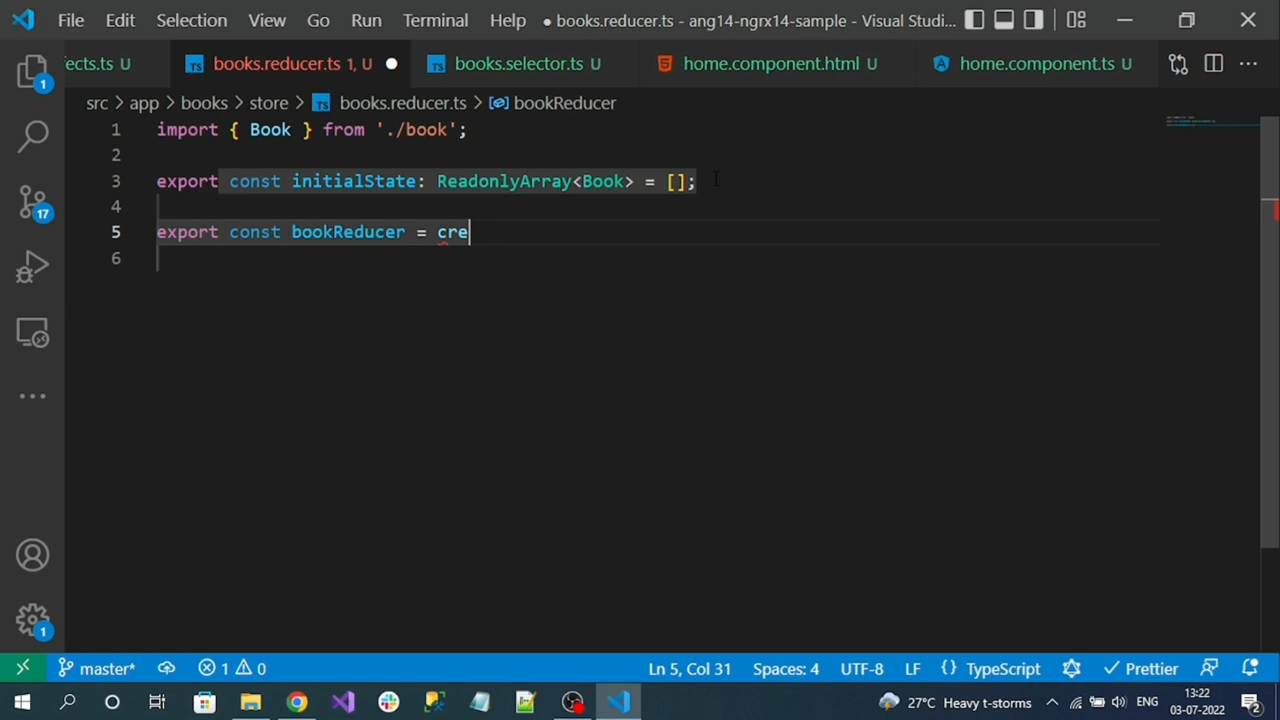 File Edit Selection View Go Run Terminal Help ● books.reducer.ts - ang14-ngrx14-sample - Visual Studi...
fects.ts U books.reducer.ts 1, U books.selector.ts U home.component.html U home.component.ts U
src > app > books > store > books.reducer.ts > bookReducer
1 import { Book } from './book';
2
3 export const initialState: ReadonlyArray<Book> = [];
4
5 export const bookReducer = cre
6
1
17
1
master* 1 0 Ln 5, Col 31 Spaces: 4 UTF-8 LF {} TypeScript Prettier
27°C Heavy t-storms ENG 13:22 03-07-2022 2